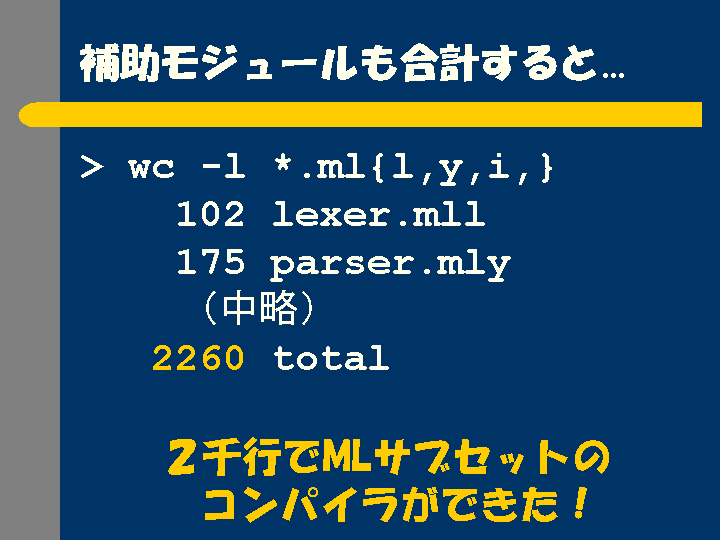 補助モジュールも合計すると…
> wc -l *.ml{l,y,i,}
102 lexer.mll
175 parser.mly
（中略）
2260 total
２千行でMLサブセットの
コンパイラができた！